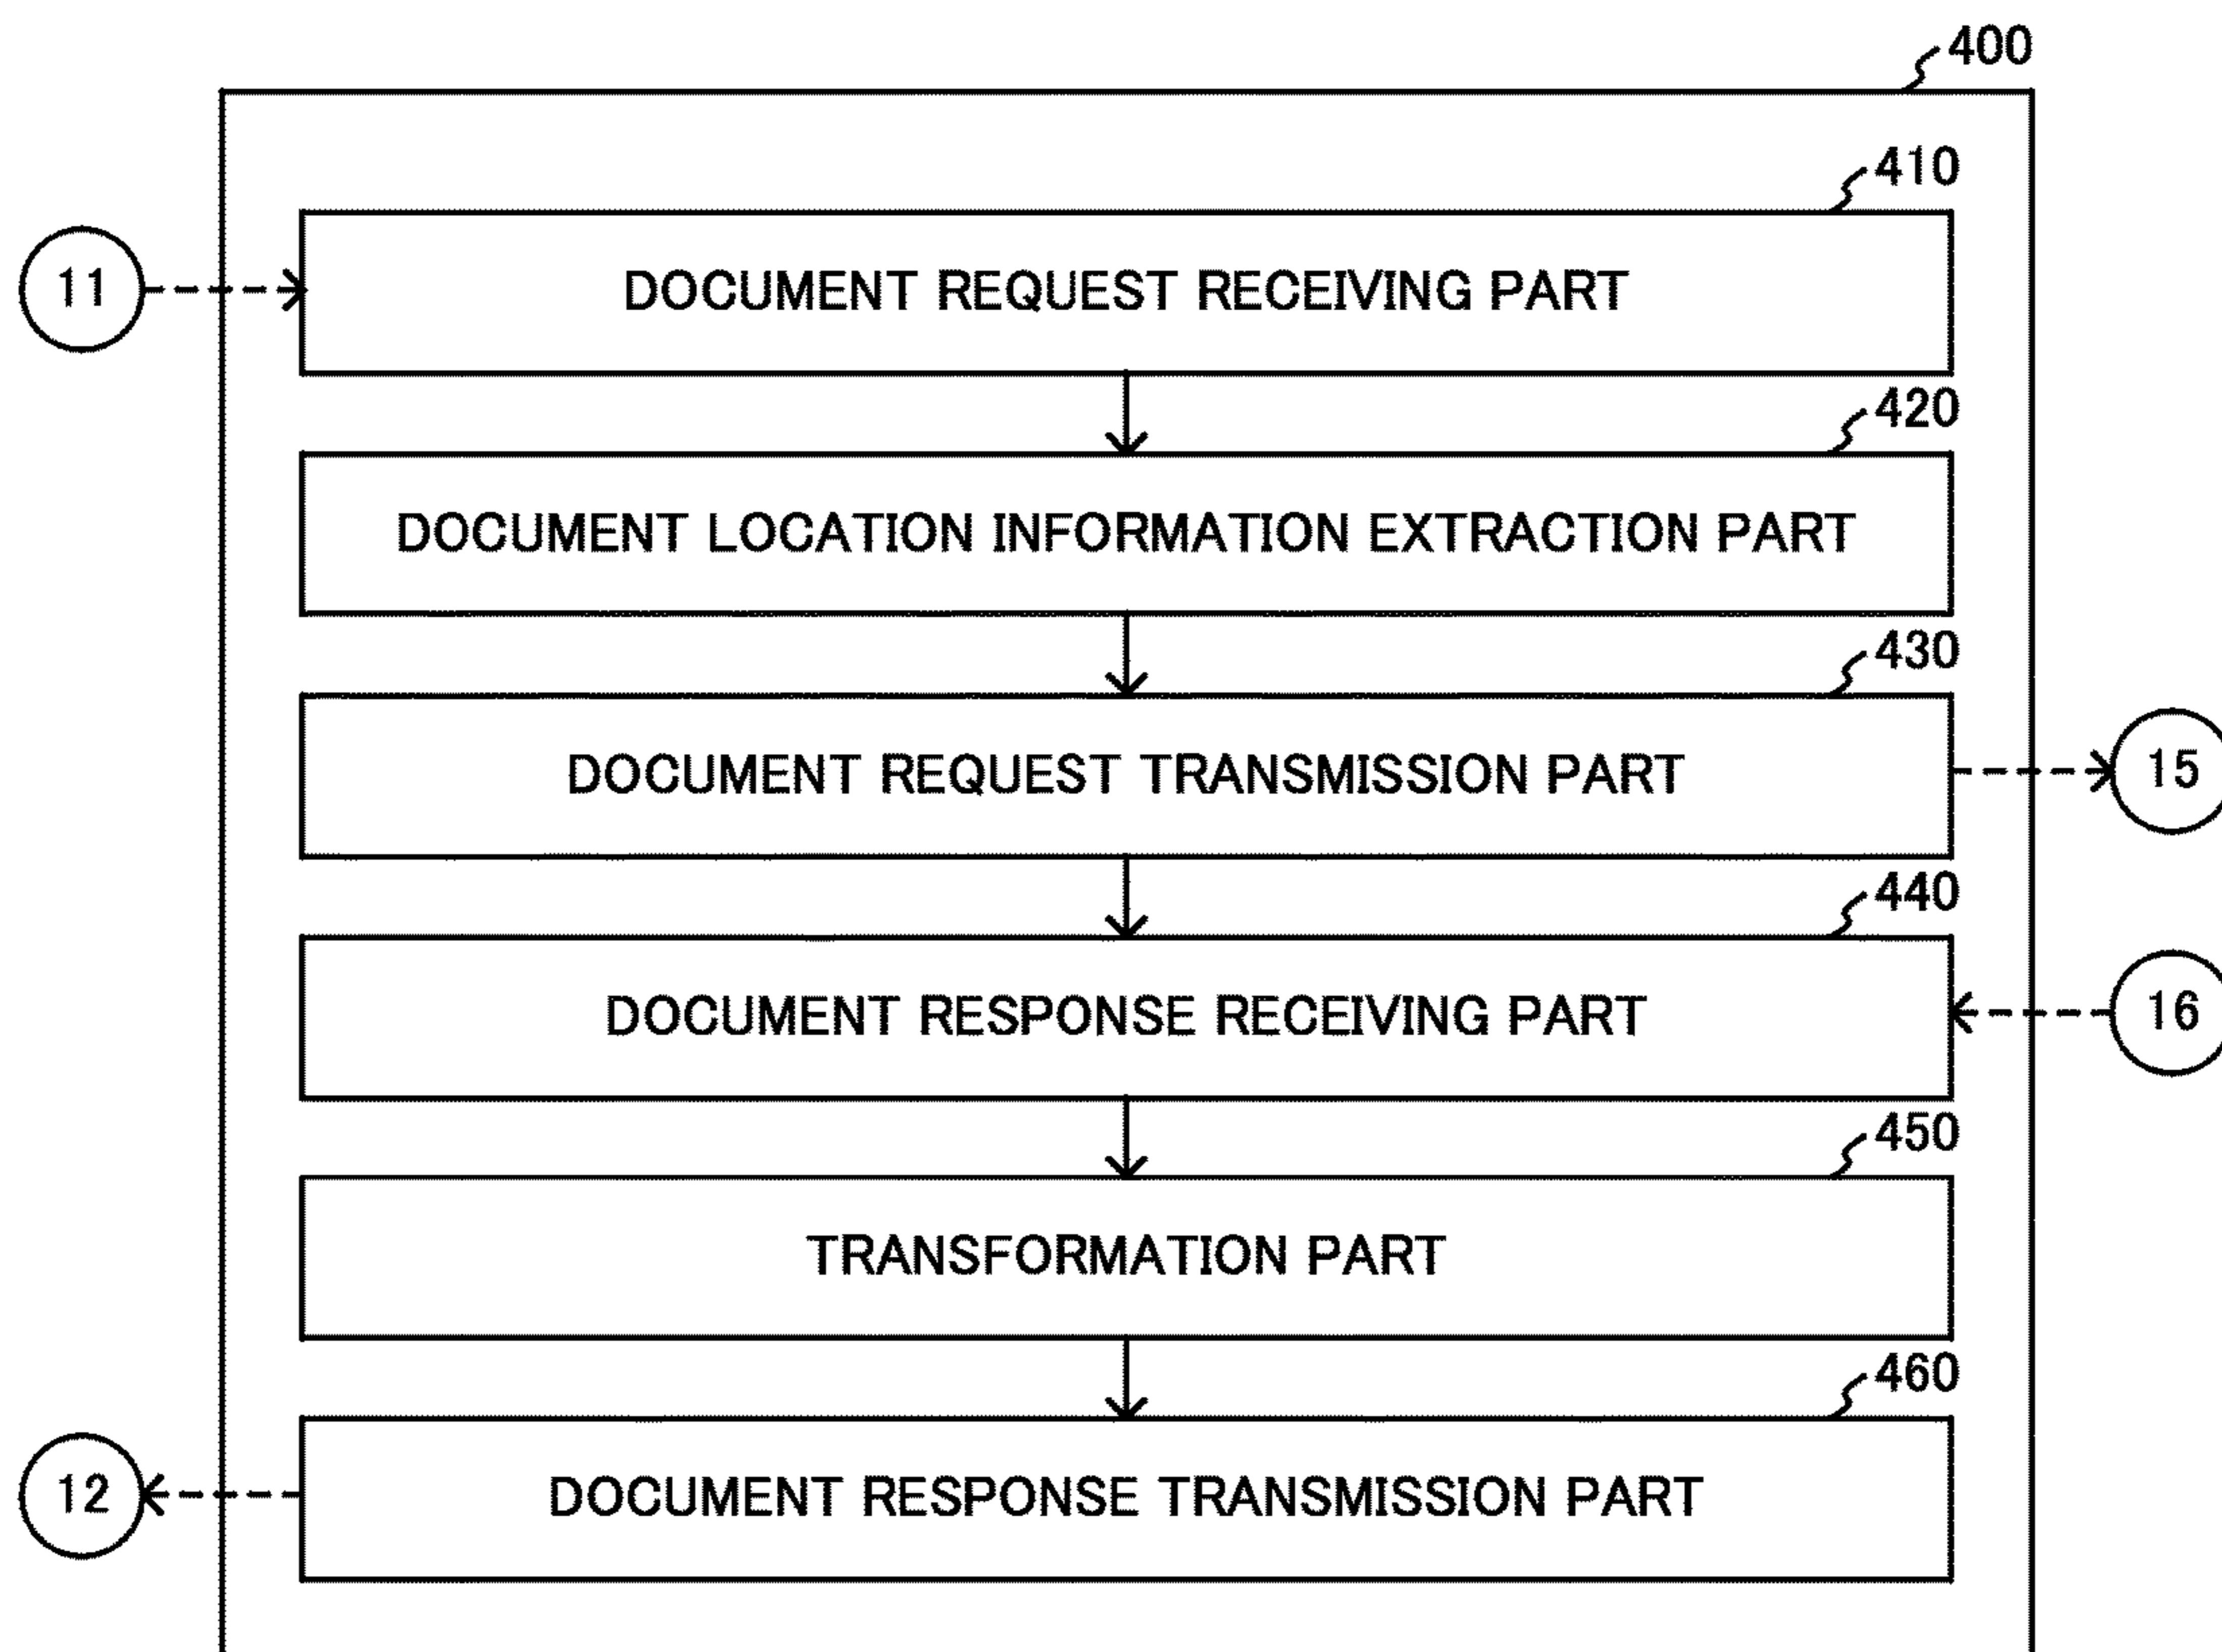 400
410
11
DOCUMENT REQUEST RECEIVING PART
420
DOCUMENT LOCATION INFORMATION EXTRACTION PART
430
DOCUMENT REQUEST TRANSMISSION PART
15
440
DOCUMENT RESPONSE RECEIVING PART
16
450
TRANSFORMATION PART
460
12
DOCUMENT RESPONSE TRANSMISSION PART